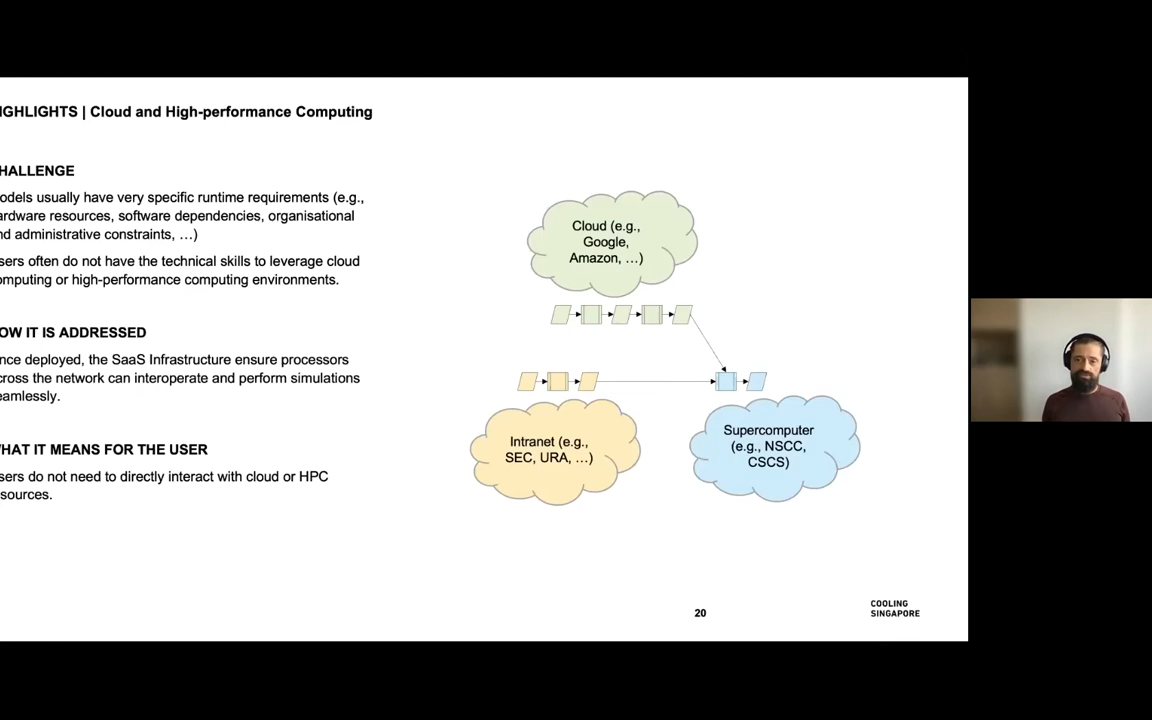 IGHLIGHTS | Cloud and High-performance Computing
HALLENGE
odels usually have very specific runtime requirements (e.g.,
ardware resources, software dependencies, organisational
nd administrative constraints, …)
sers often do not have the technical skills to leverage cloud
omputing or high-performance computing environments.
OW IT IS ADDRESSED
nce deployed, the SaaS Infrastructure ensure processors
cross the network can interoperate and perform simulations
eamlessly.
HAT IT MEANS FOR THE USER
sers do not need to directly interact with cloud or HPC
sources.
Cloud (e.g.,
Google,
Amazon, …)
Intranet (e.g.,
SEC, URA, …)
Supercomputer
(e.g., NSCC,
CSCS)
20
COOLING
SINGAPORE